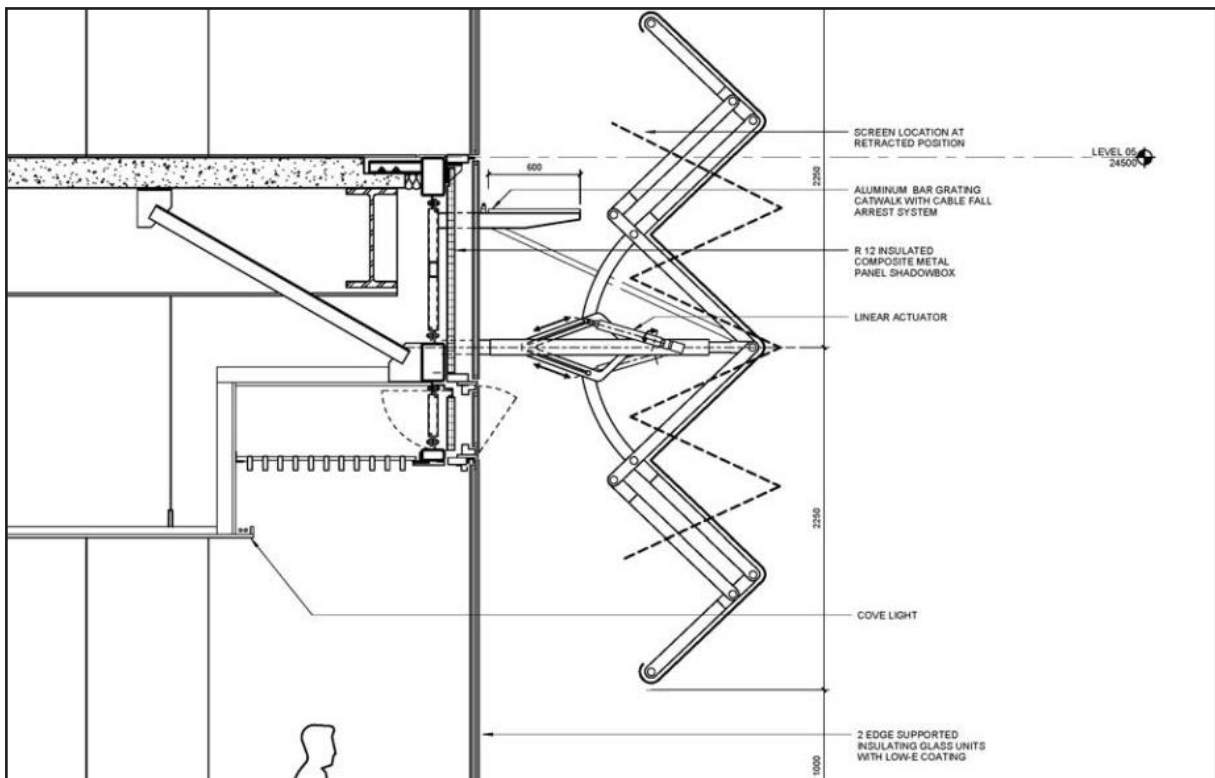 SCREEN LOCATION AT
RETRACTED POSITION
LEVEL 05
24500
2250
600
ALUMINUM BAR GRATING
CATWALK WITH CABLE FALL
ARREST SYSTEM
R 12 INSULATED
COMPOSITE METAL
PANEL SHADOWBOX
LINEAR ACTUATOR
2250
COVE LIGHT
2 EDGE SUPPORTED
INSULATING GLASS UNITS
WITH LOW-E COATING
1000